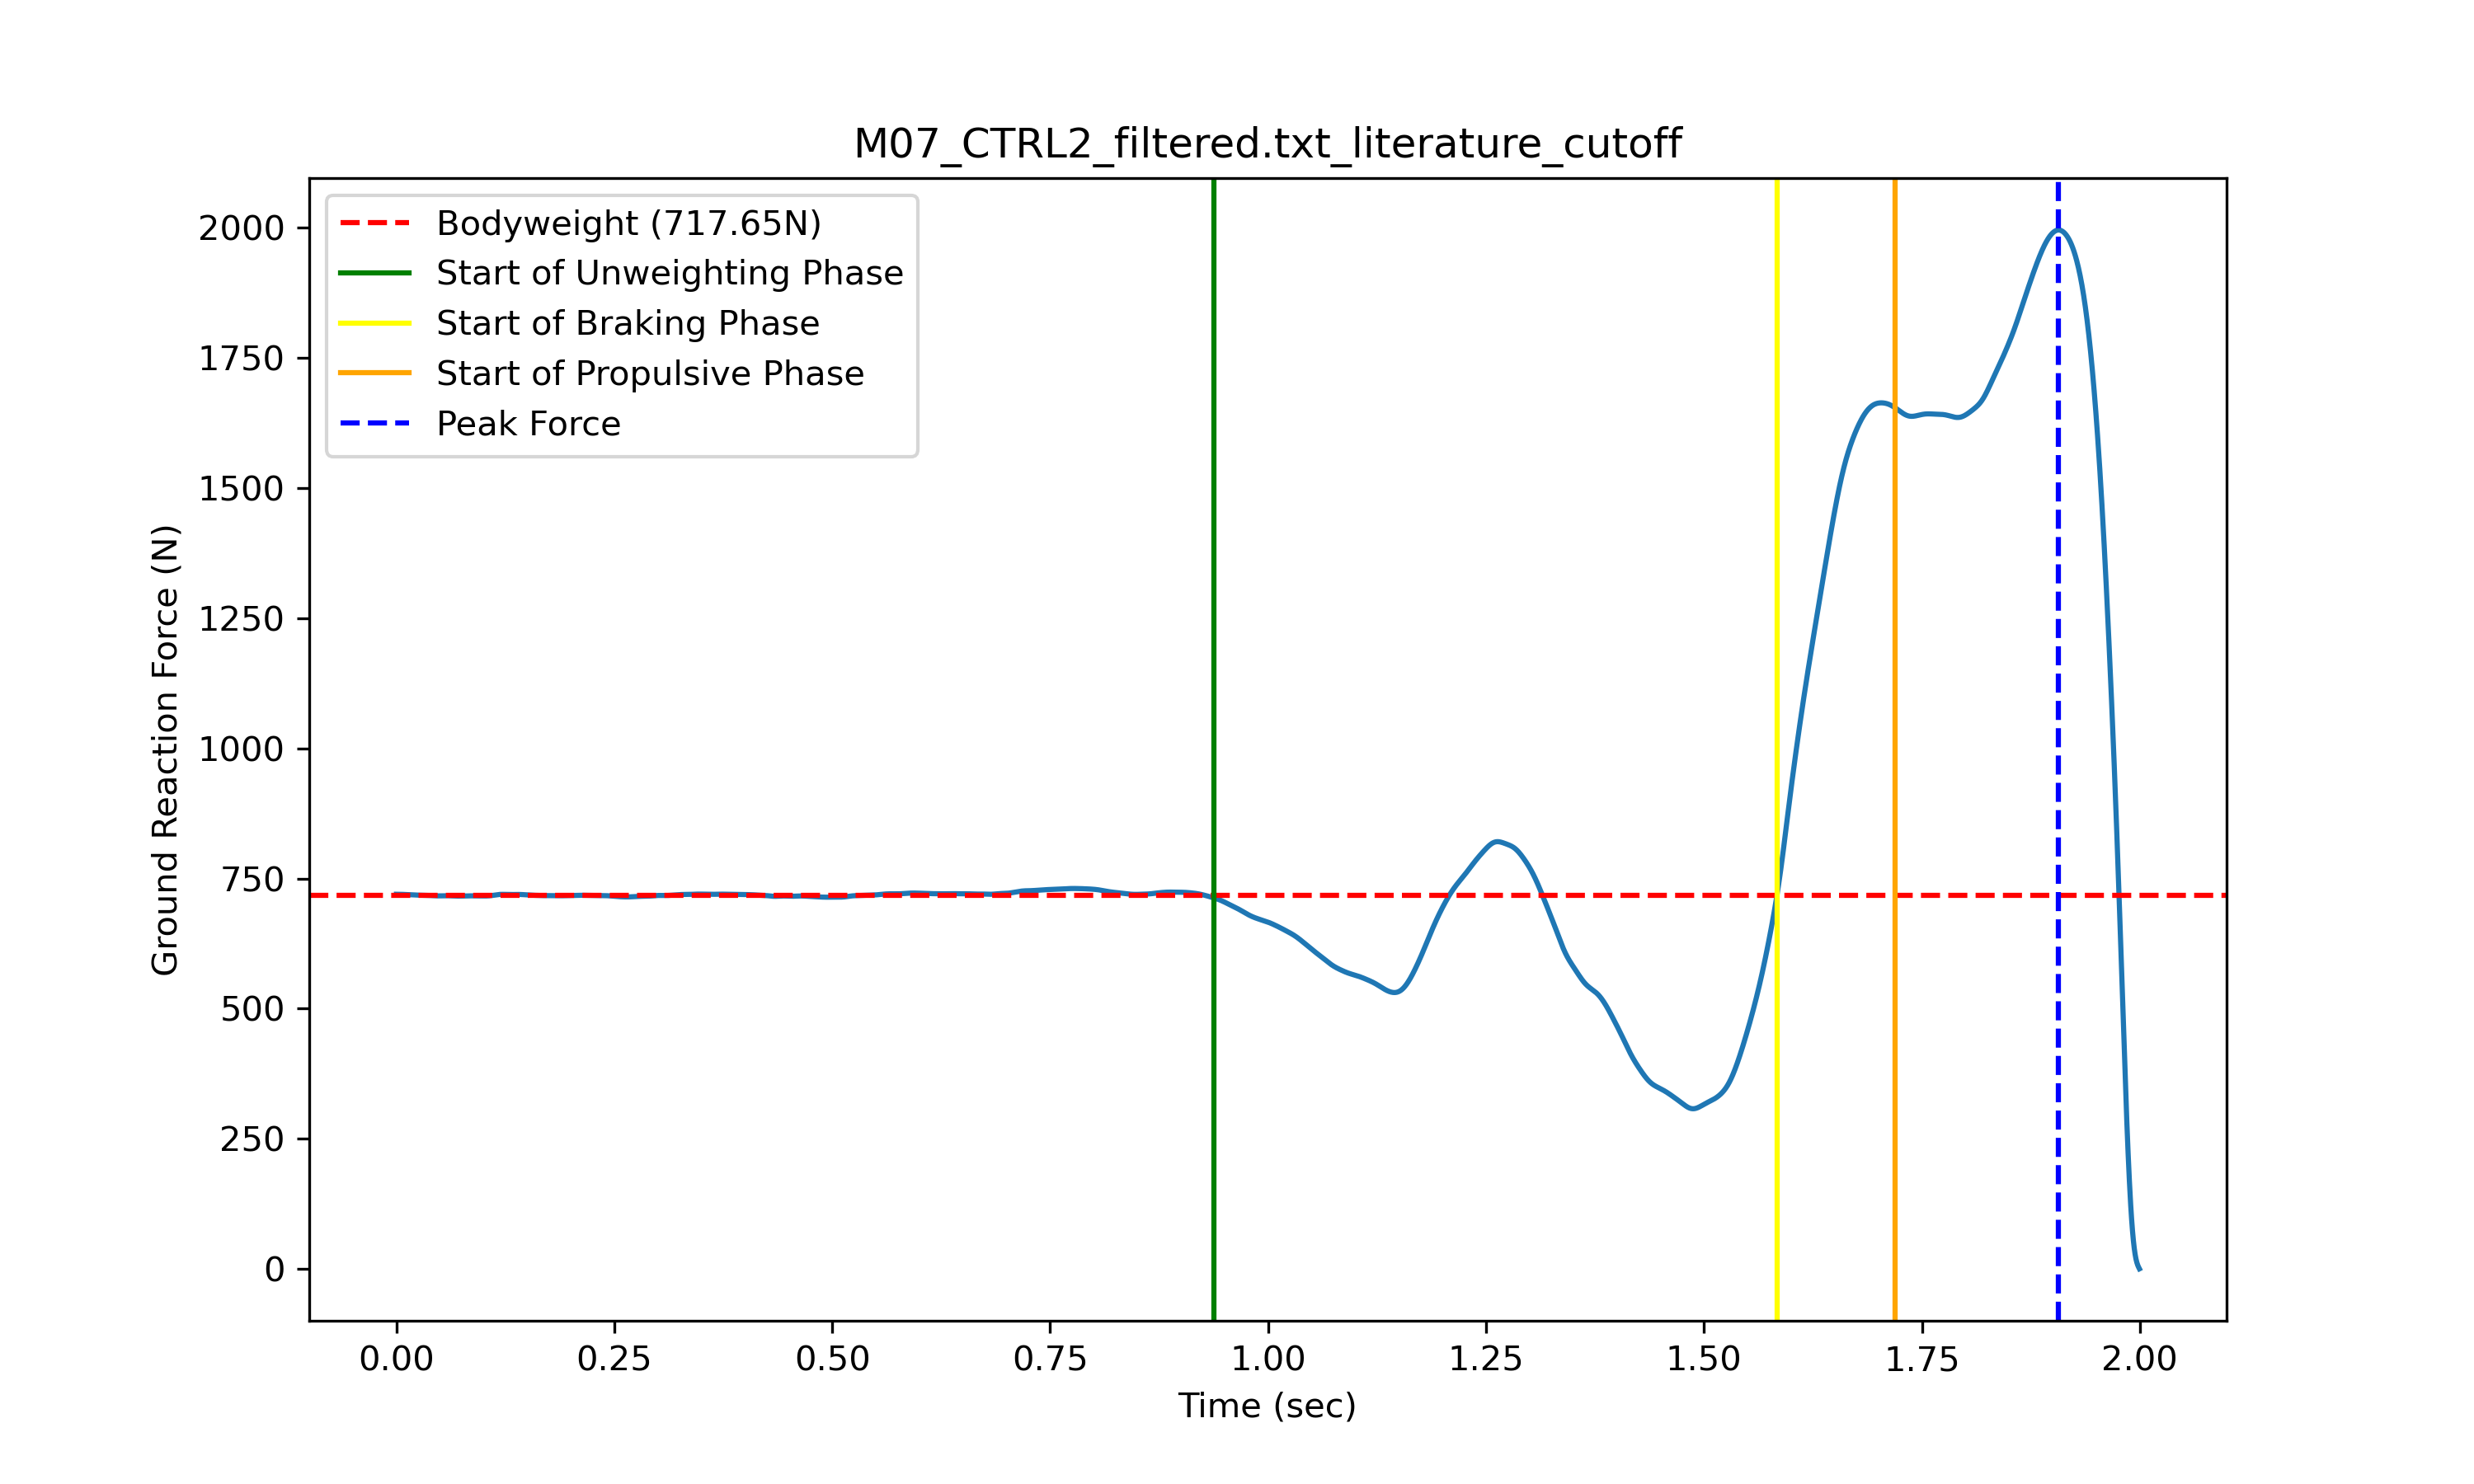 M07_CTRL2_filtered.txt_literature_cutoff
Bodyweight (717.65N)
Start of Unweighting Phase
Start of Braking Phase
Start of Propulsive Phase
Peak Force
Ground Reaction Force (N)
2000
1750
1500
1250
1000
750
500
250
0
0.00 0.25 0.50 0.75 1.00 1.25 1.50 1.75 2.00
Time (sec)